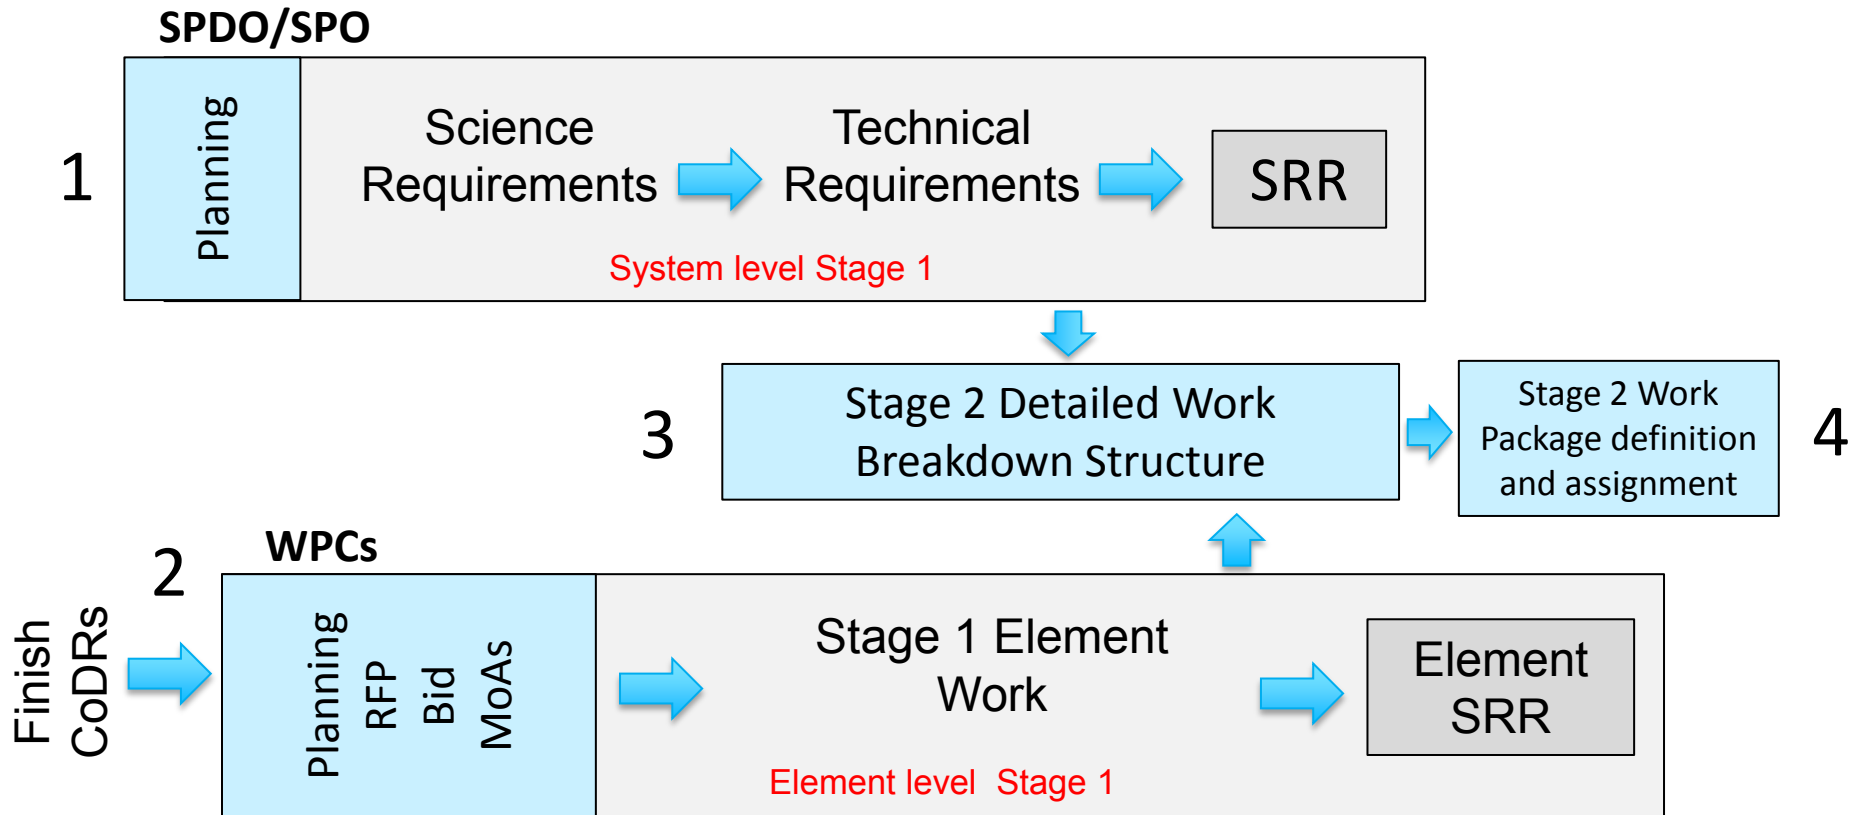 SPDO/SPO
1
Planning
Science
Requirements
Technical
Requirements
SRR
System level Stage 1
3
Stage 2 Detailed Work
Breakdown Structure
Stage 2 Work
Package definition
and assignment
4
2
WPCs
Finish
CoDRs
Planning
RFP
Bid
MoAs
Stage 1 Element
Work
Element
SRR
Element level  Stage 1